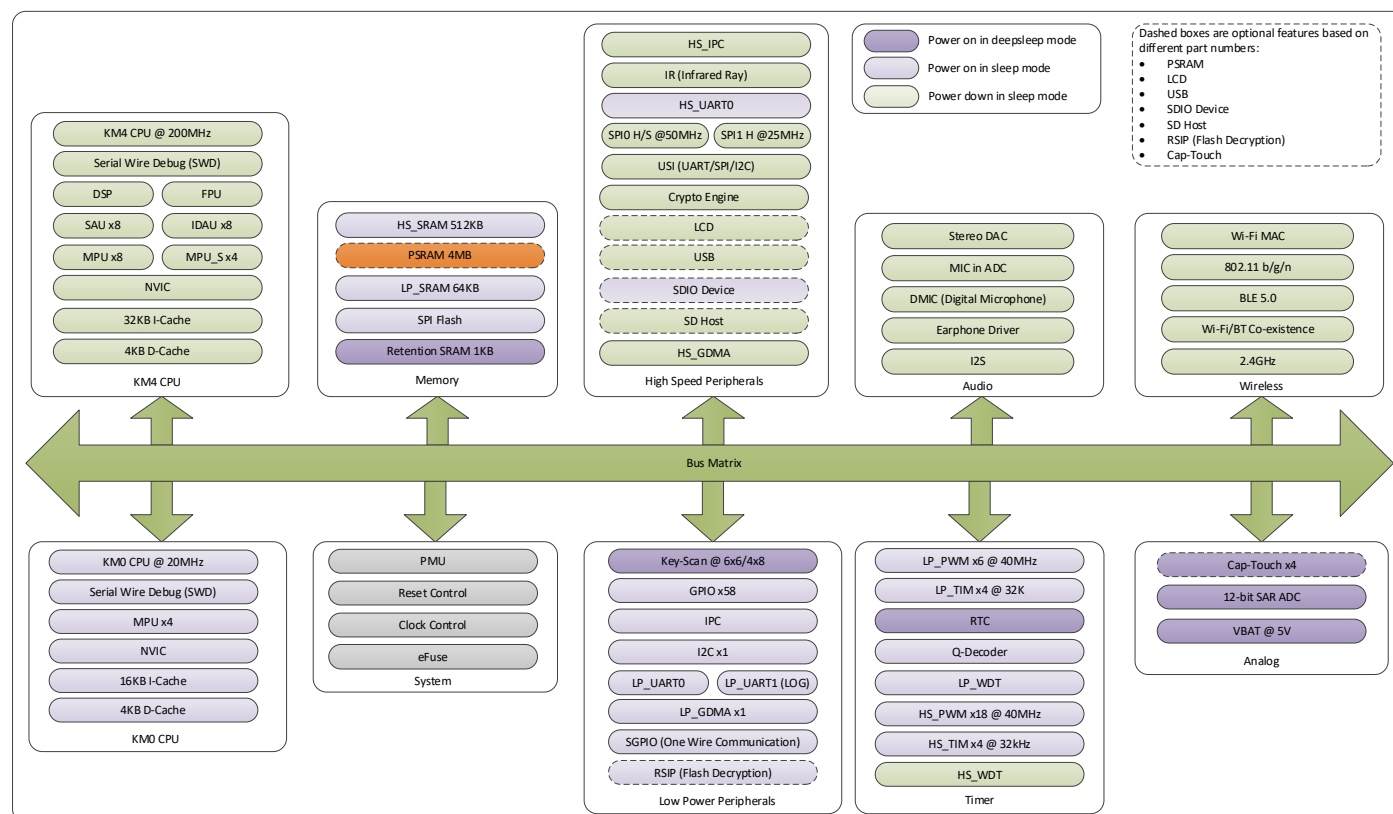 KM4 CPU @ 200MHz
Serial Wire Debug (SWD)
DSP
FPU
SAU x8
IDAU x8
MPU x8
MPU_S x4
NVIC
32KB I-Cache
4KB D-Cache
KM4 CPU
HS_SRAM 512KB
PSRAM 4MB
LP_SRAM 64KB
SPI Flash
Retention SRAM 1KB
Memory
HS_IPC
IR (Infrared Ray)
HS_UART0
SPI0 H/S @50MHz
SPI1 H @25MHz
USI (UART/SPI/I2C)
Crypto Engine
LCD
USB
SDIO Device
SD Host
HS_GDMA
High Speed Peripherals
Power on in deepsleep mode
Power on in sleep mode
Power down in sleep mode
Dashed boxes are optional features based on
different part numbers:
• PSRAM
• LCD
• USB
• SDIO Device
• SD Host
• RSIP (Flash Decryption)
• Cap-Touch
Stereo DAC
MIC in ADC
DMIC (Digital Microphone)
Earphone Driver
I2S
Audio
Wi-Fi MAC
802.11 b/g/n
BLE 5.0
Wi-Fi/BT Co-existence
2.4GHz
Wireless
Bus Matrix
KM0 CPU @ 20MHz
Serial Wire Debug (SWD)
MPU x4
NVIC
16KB I-Cache
4KB D-Cache
KM0 CPU
PMU
Reset Control
Clock Control
eFuse
System
Key-Scan @ 6x6/4x8
GPIO x58
IPC
I2C x1
LP_UART0
LP_UART1 (LOG)
LP_GDMA x1
SGPIO (One Wire Communication)
RSIP (Flash Decryption)
Low Power Peripherals
LP_PWM x6 @ 40MHz
LP_TIM x4 @ 32K
RTC
Q-Decoder
LP_WDT
HS_PWM x18 @ 40MHz
HS_TIM x4 @ 32kHz
HS_WDT
Timer
Cap-Touch x4
12-bit SAR ADC
VBAT @ 5V
Analog